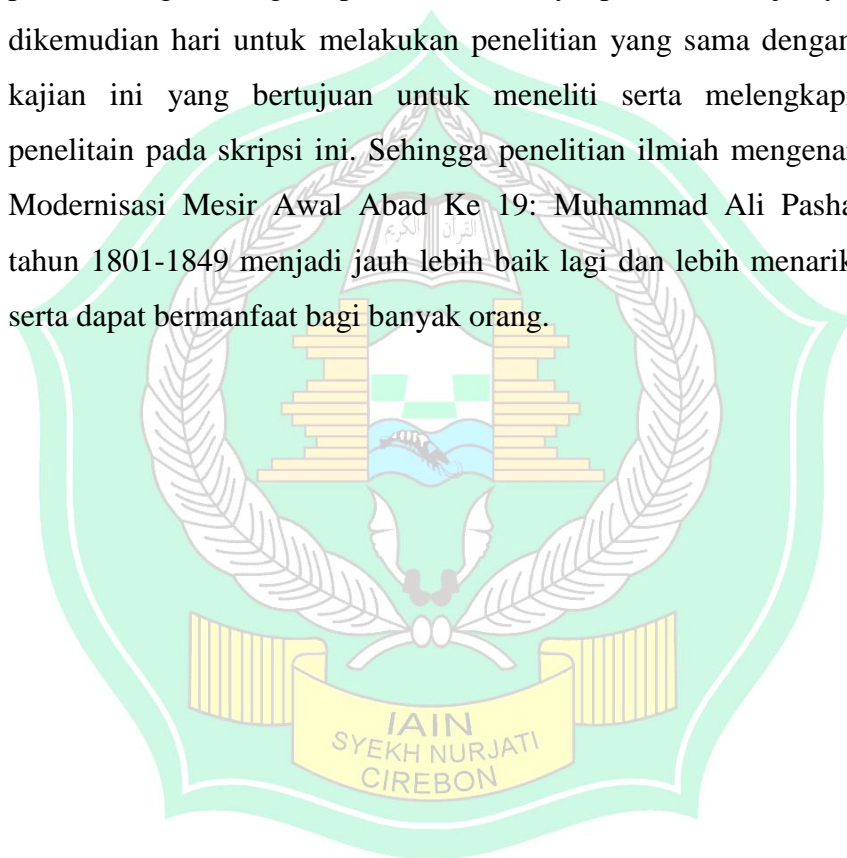 dikemudian hari untuk melakukan penelitian yang sama dengan
kajian ini yang bertujuan untuk meneliti serta melengkapi
penelitain pada skripsi ini. Sehingga penelitian ilmiah mengenai
Modernisasi Mesir Awal Abad Ke 19: Muhammad Ali Pasha
tahun 1801-1849 menjadi jauh lebih baik lagi dan lebih menarik
serta dapat bermanfaat bagi banyak orang.
القرآن الكريم
IAIN
SYEKH NURJATI
CIREBON